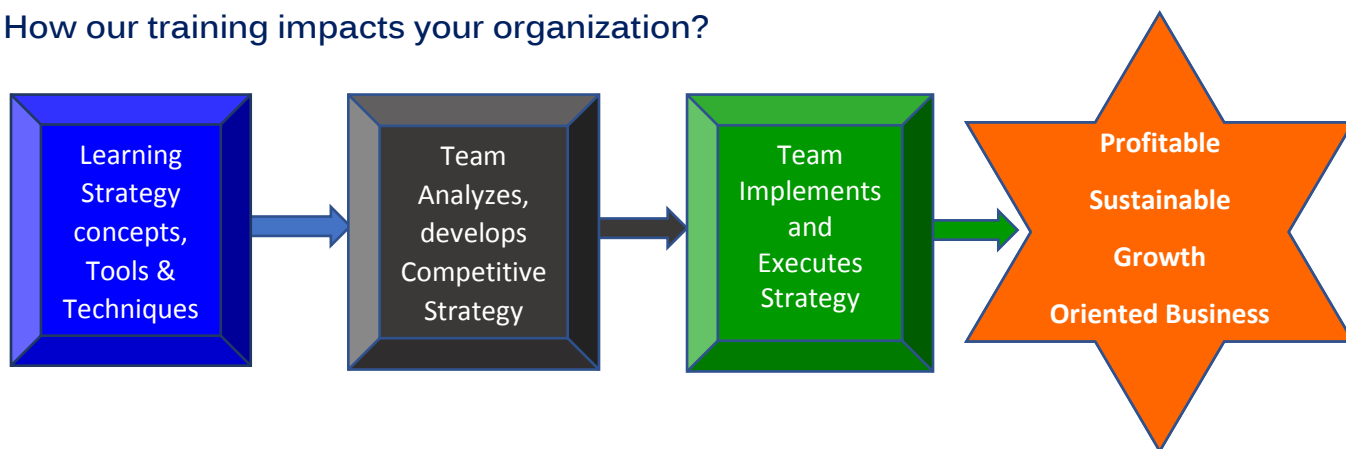 How our training impacts your organization?
Learning
Strategy
concepts,
Tools &
Techniques
Team
Analyzes,
develops
Competitive
Strategy
Team
Implements
and
Executes
Strategy
Profitable
Sustainable
Growth
Oriented Business